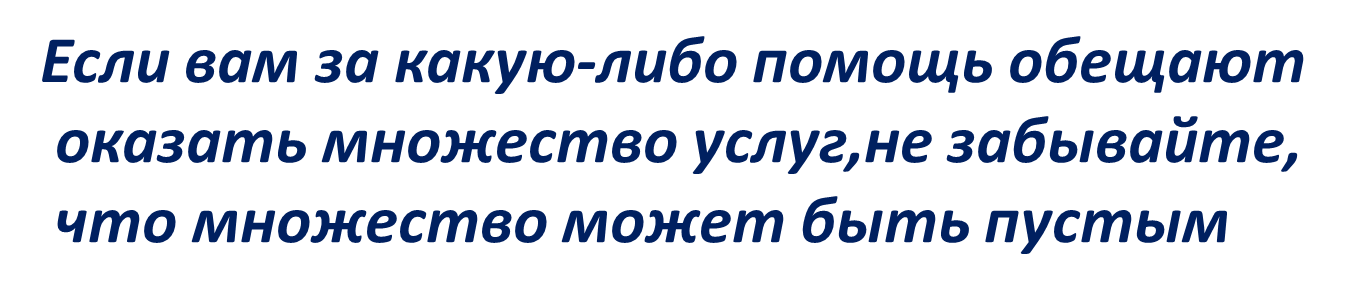 Если вам за какую-либо помощь обещают
оказать множество услуг,не забывайте,
что множество может быть пустым